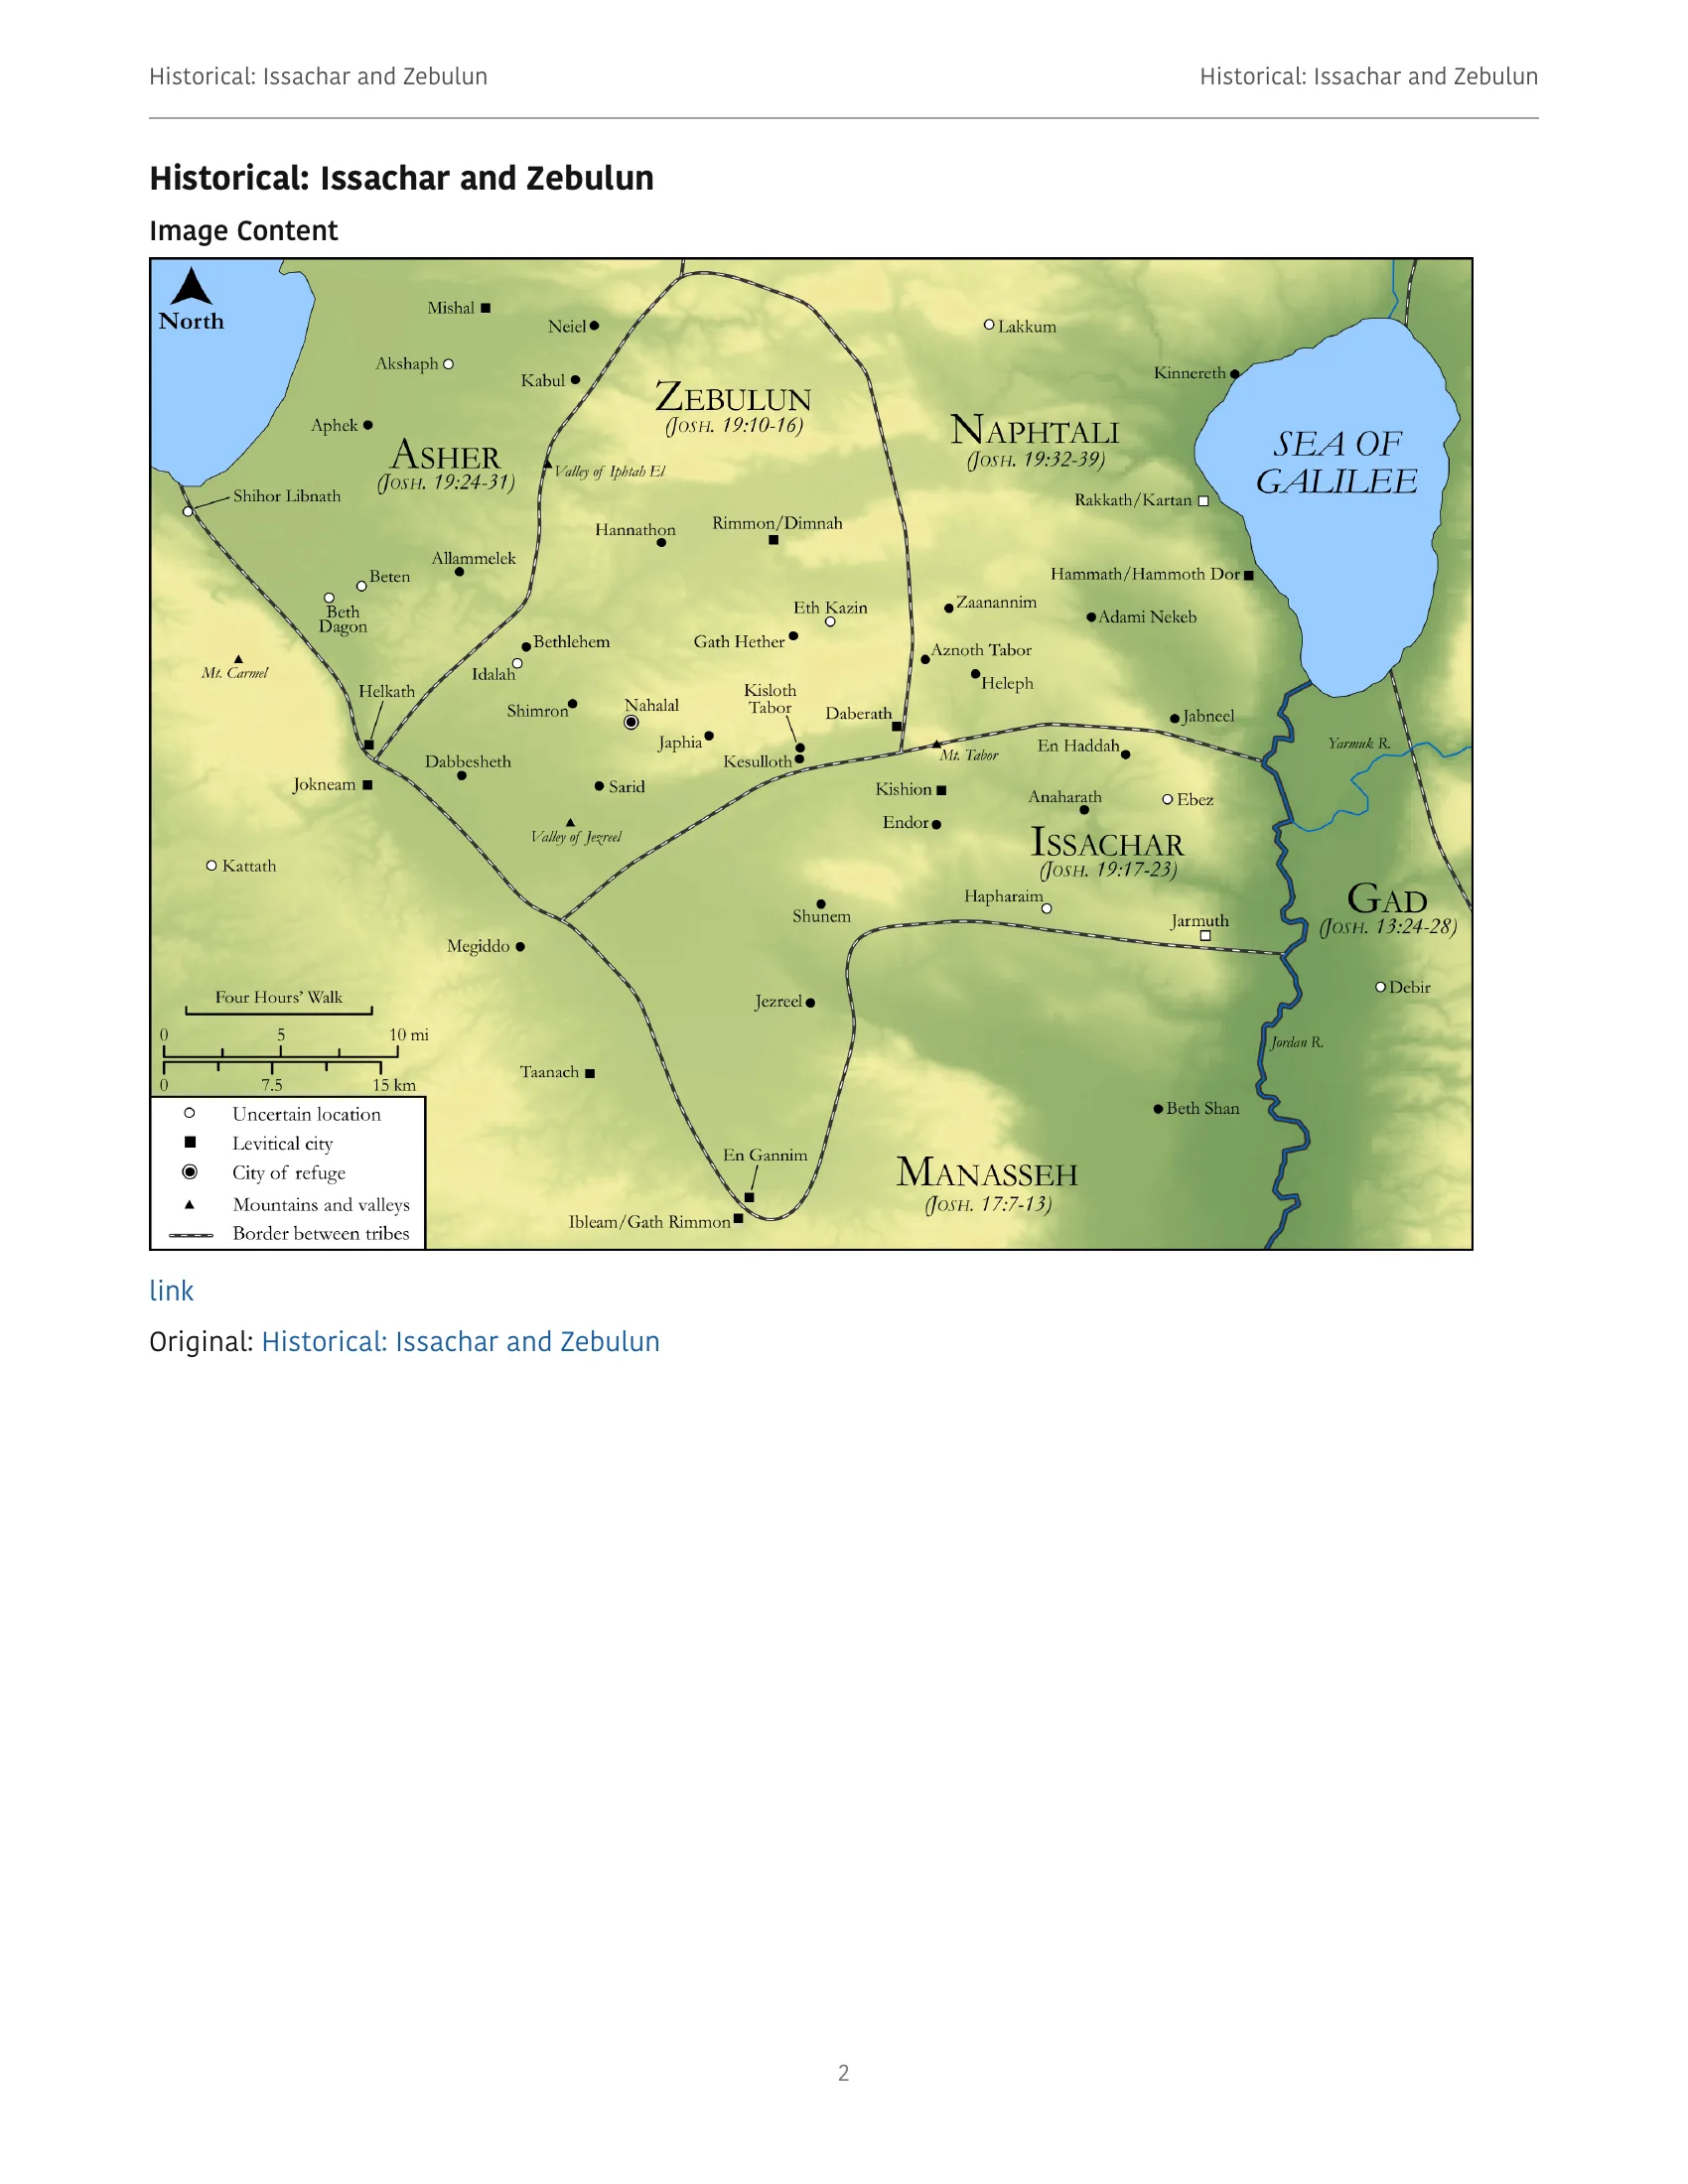 Historical: Issachar and Zebulun
Historical: Issachar and Zebulun
Historical: Issachar and Zebulun
Image Content
North
Mishal
Neiel
Lakkum
Akshaph
Kabul
Kinnereth
ZEBULUN
(JOSH. 19:10-16)
Aphek
NAPHTALI
(JOSH. 19:32-39)
SEA OF
GALILEE
ASHER
(JOSH. 19:24-31)
Valley of Iphtah El
Shihor Libnath
Rakkath/Kartan
Hannathon
Rimmon/Dimnah
Allammelek
Beten
Hammath/Hammoth Dor
Beth
Dagon
Eth Kazin
Zaanannim
Adami Nekeb
Bethlehem
Gath Hether
Aznoth Tabor
Mt. Carmel
Idalah
Heleph
Helkath
Shimron
Nahalal
Kisloth
Tabor
Daberath
Jabneel
Japhia
En Haddah
Yarmuk R.
Dabbesheth
Kesulloth
Mt. Tabor
Jokneam
Sarid
Kishion
Anaharath
Ebez
Valley of Jezreel
Endor
ISSACHAR
(JOSH. 19:17-23)
Kattath
Hapharaim
GAD
(JOSH. 13:24-28)
Shunem
Jarmuth
Megiddo
Debir
Jezreel
Four Hours' Walk
0 5 10 mi
0 7.5 15 km
Jordan R.
Taanach
Beth Shan
En Gannim
MANASSEH
(JOSH. 17:7-13)
Ibleam/Gath Rimmon
Uncertain location
Levitical city
City of refuge
Mountains and valleys
Border between tribes
link
Original: Historical: Issachar and Zebulun
2